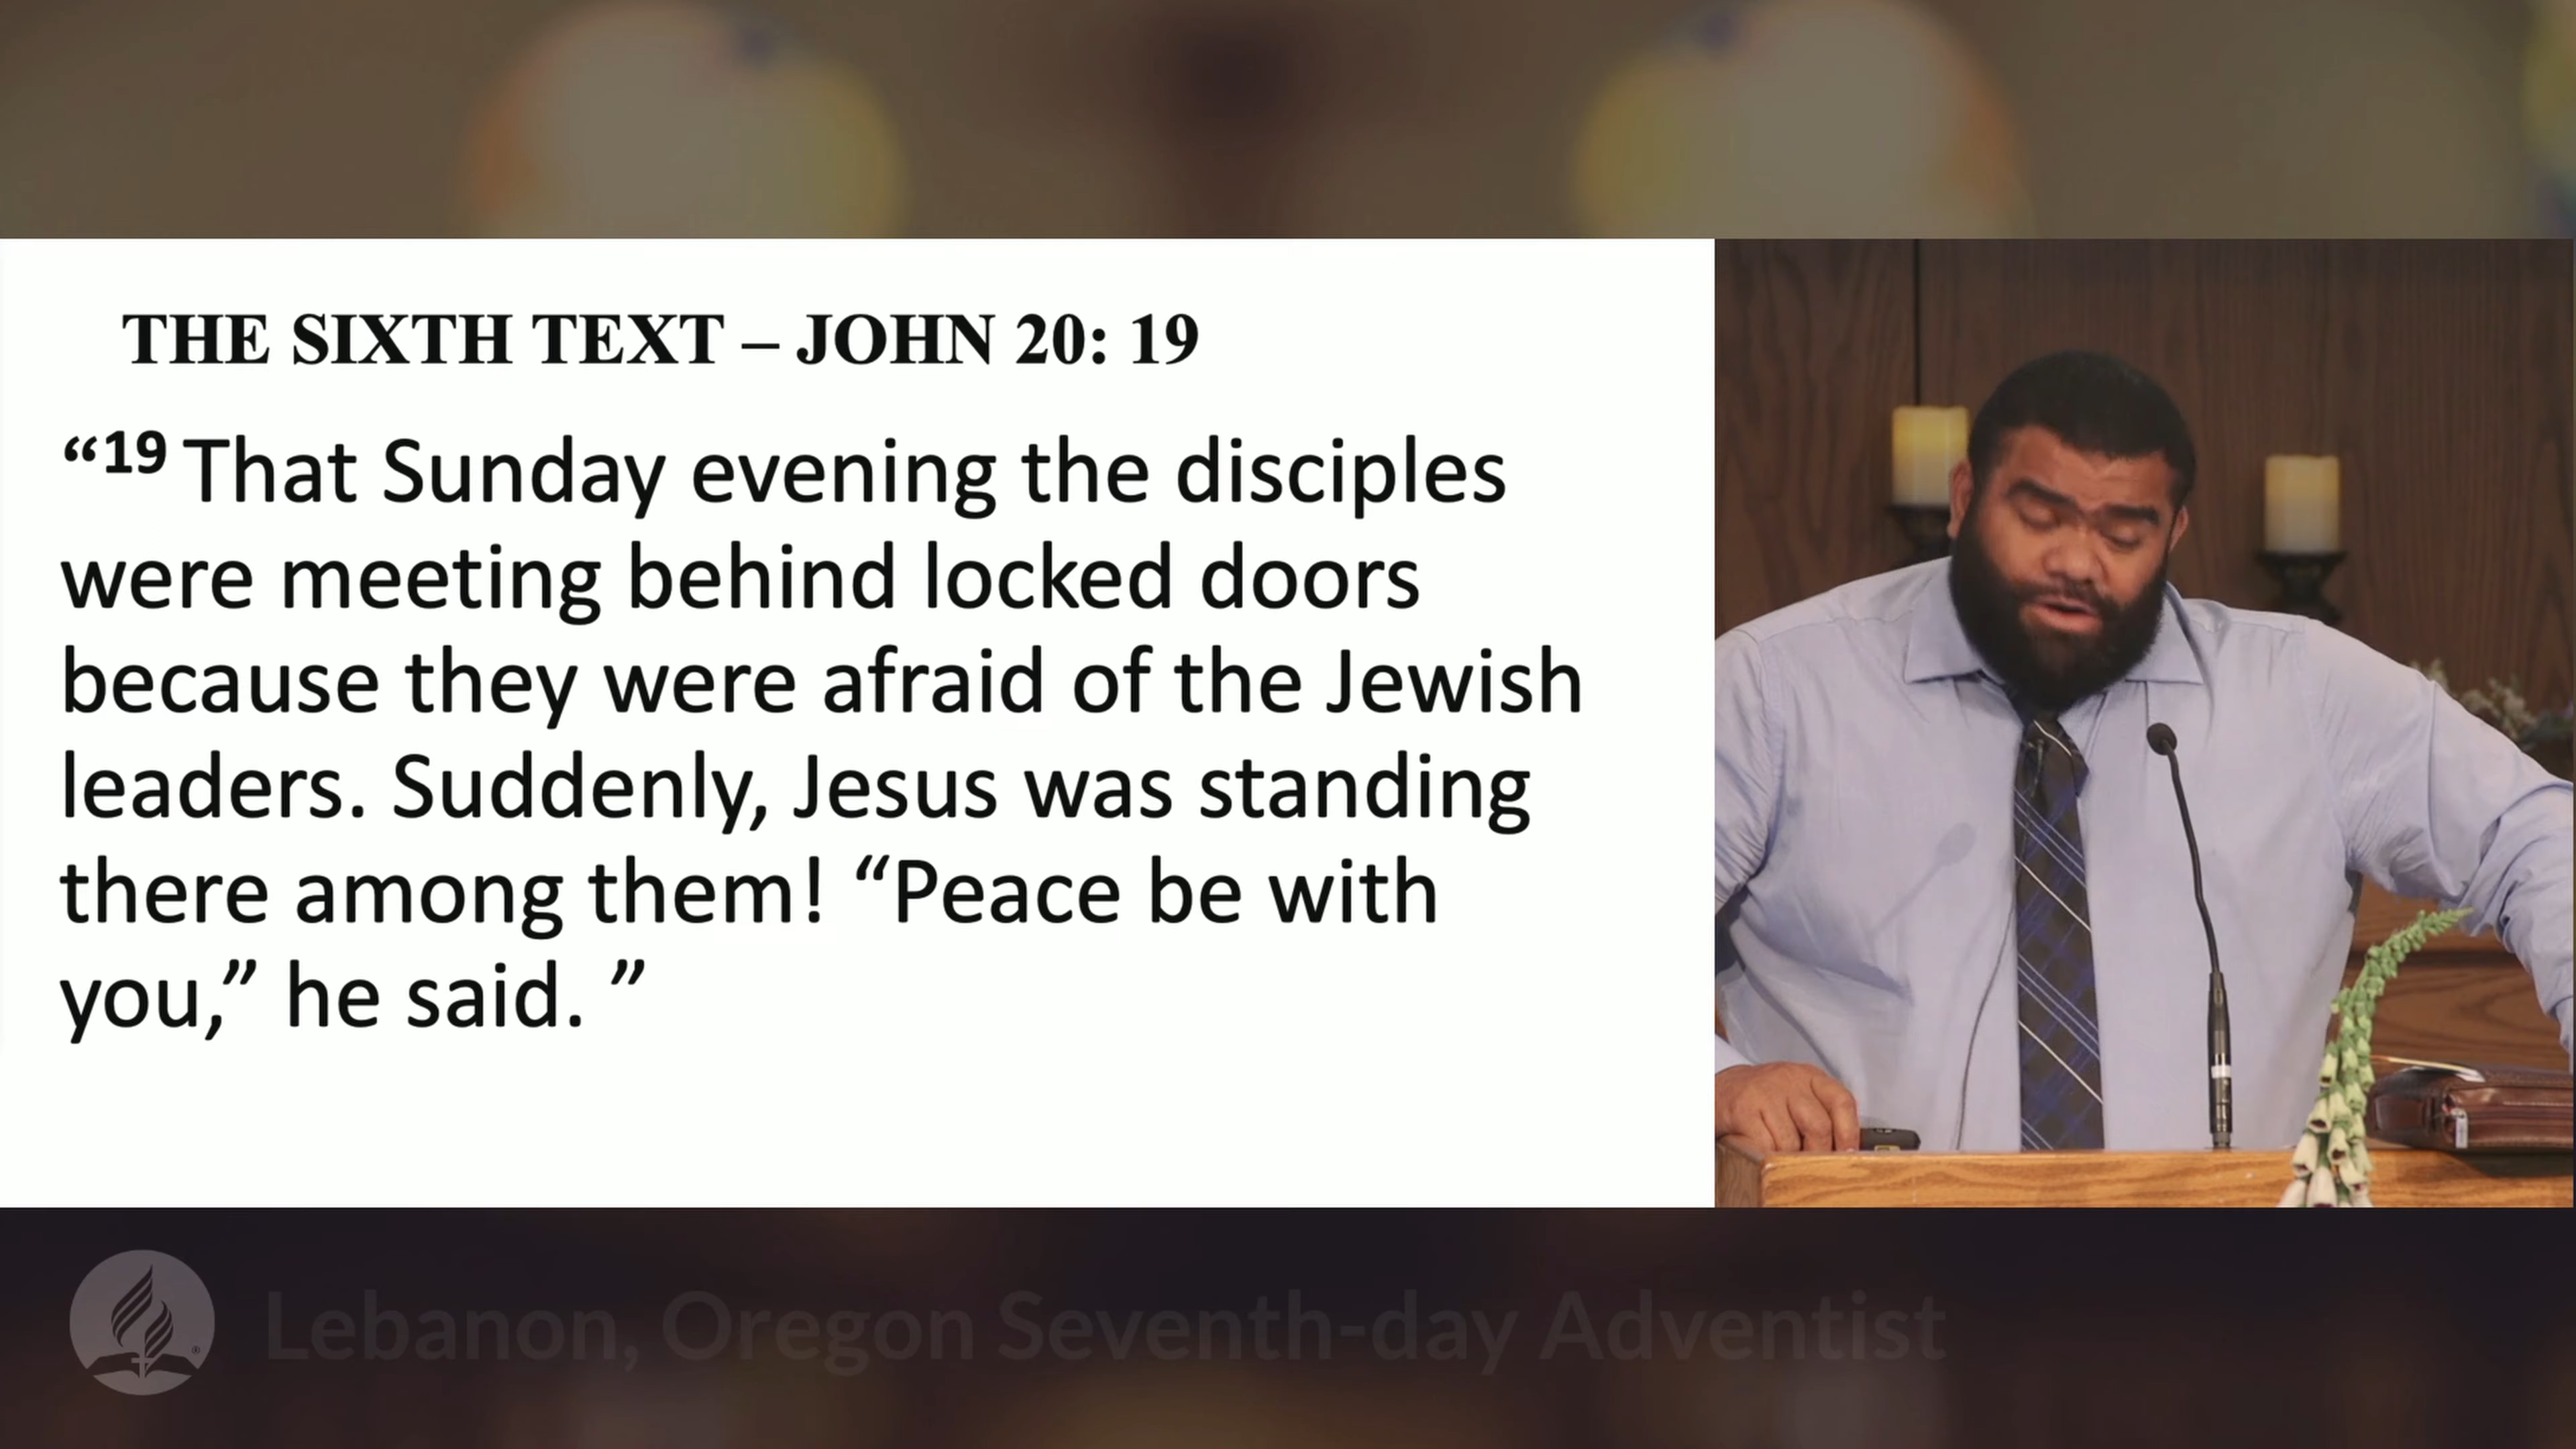 THE SIXTH TEXT – JOHN 20: 19
“19 That Sunday evening the disciples
were meeting behind locked doors
because they were afraid of the Jewish
leaders. Suddenly, Jesus was standing
there among them! “Peace be with
you,” he said. ”
Lebanon, Oregon Seventh-day Adventist